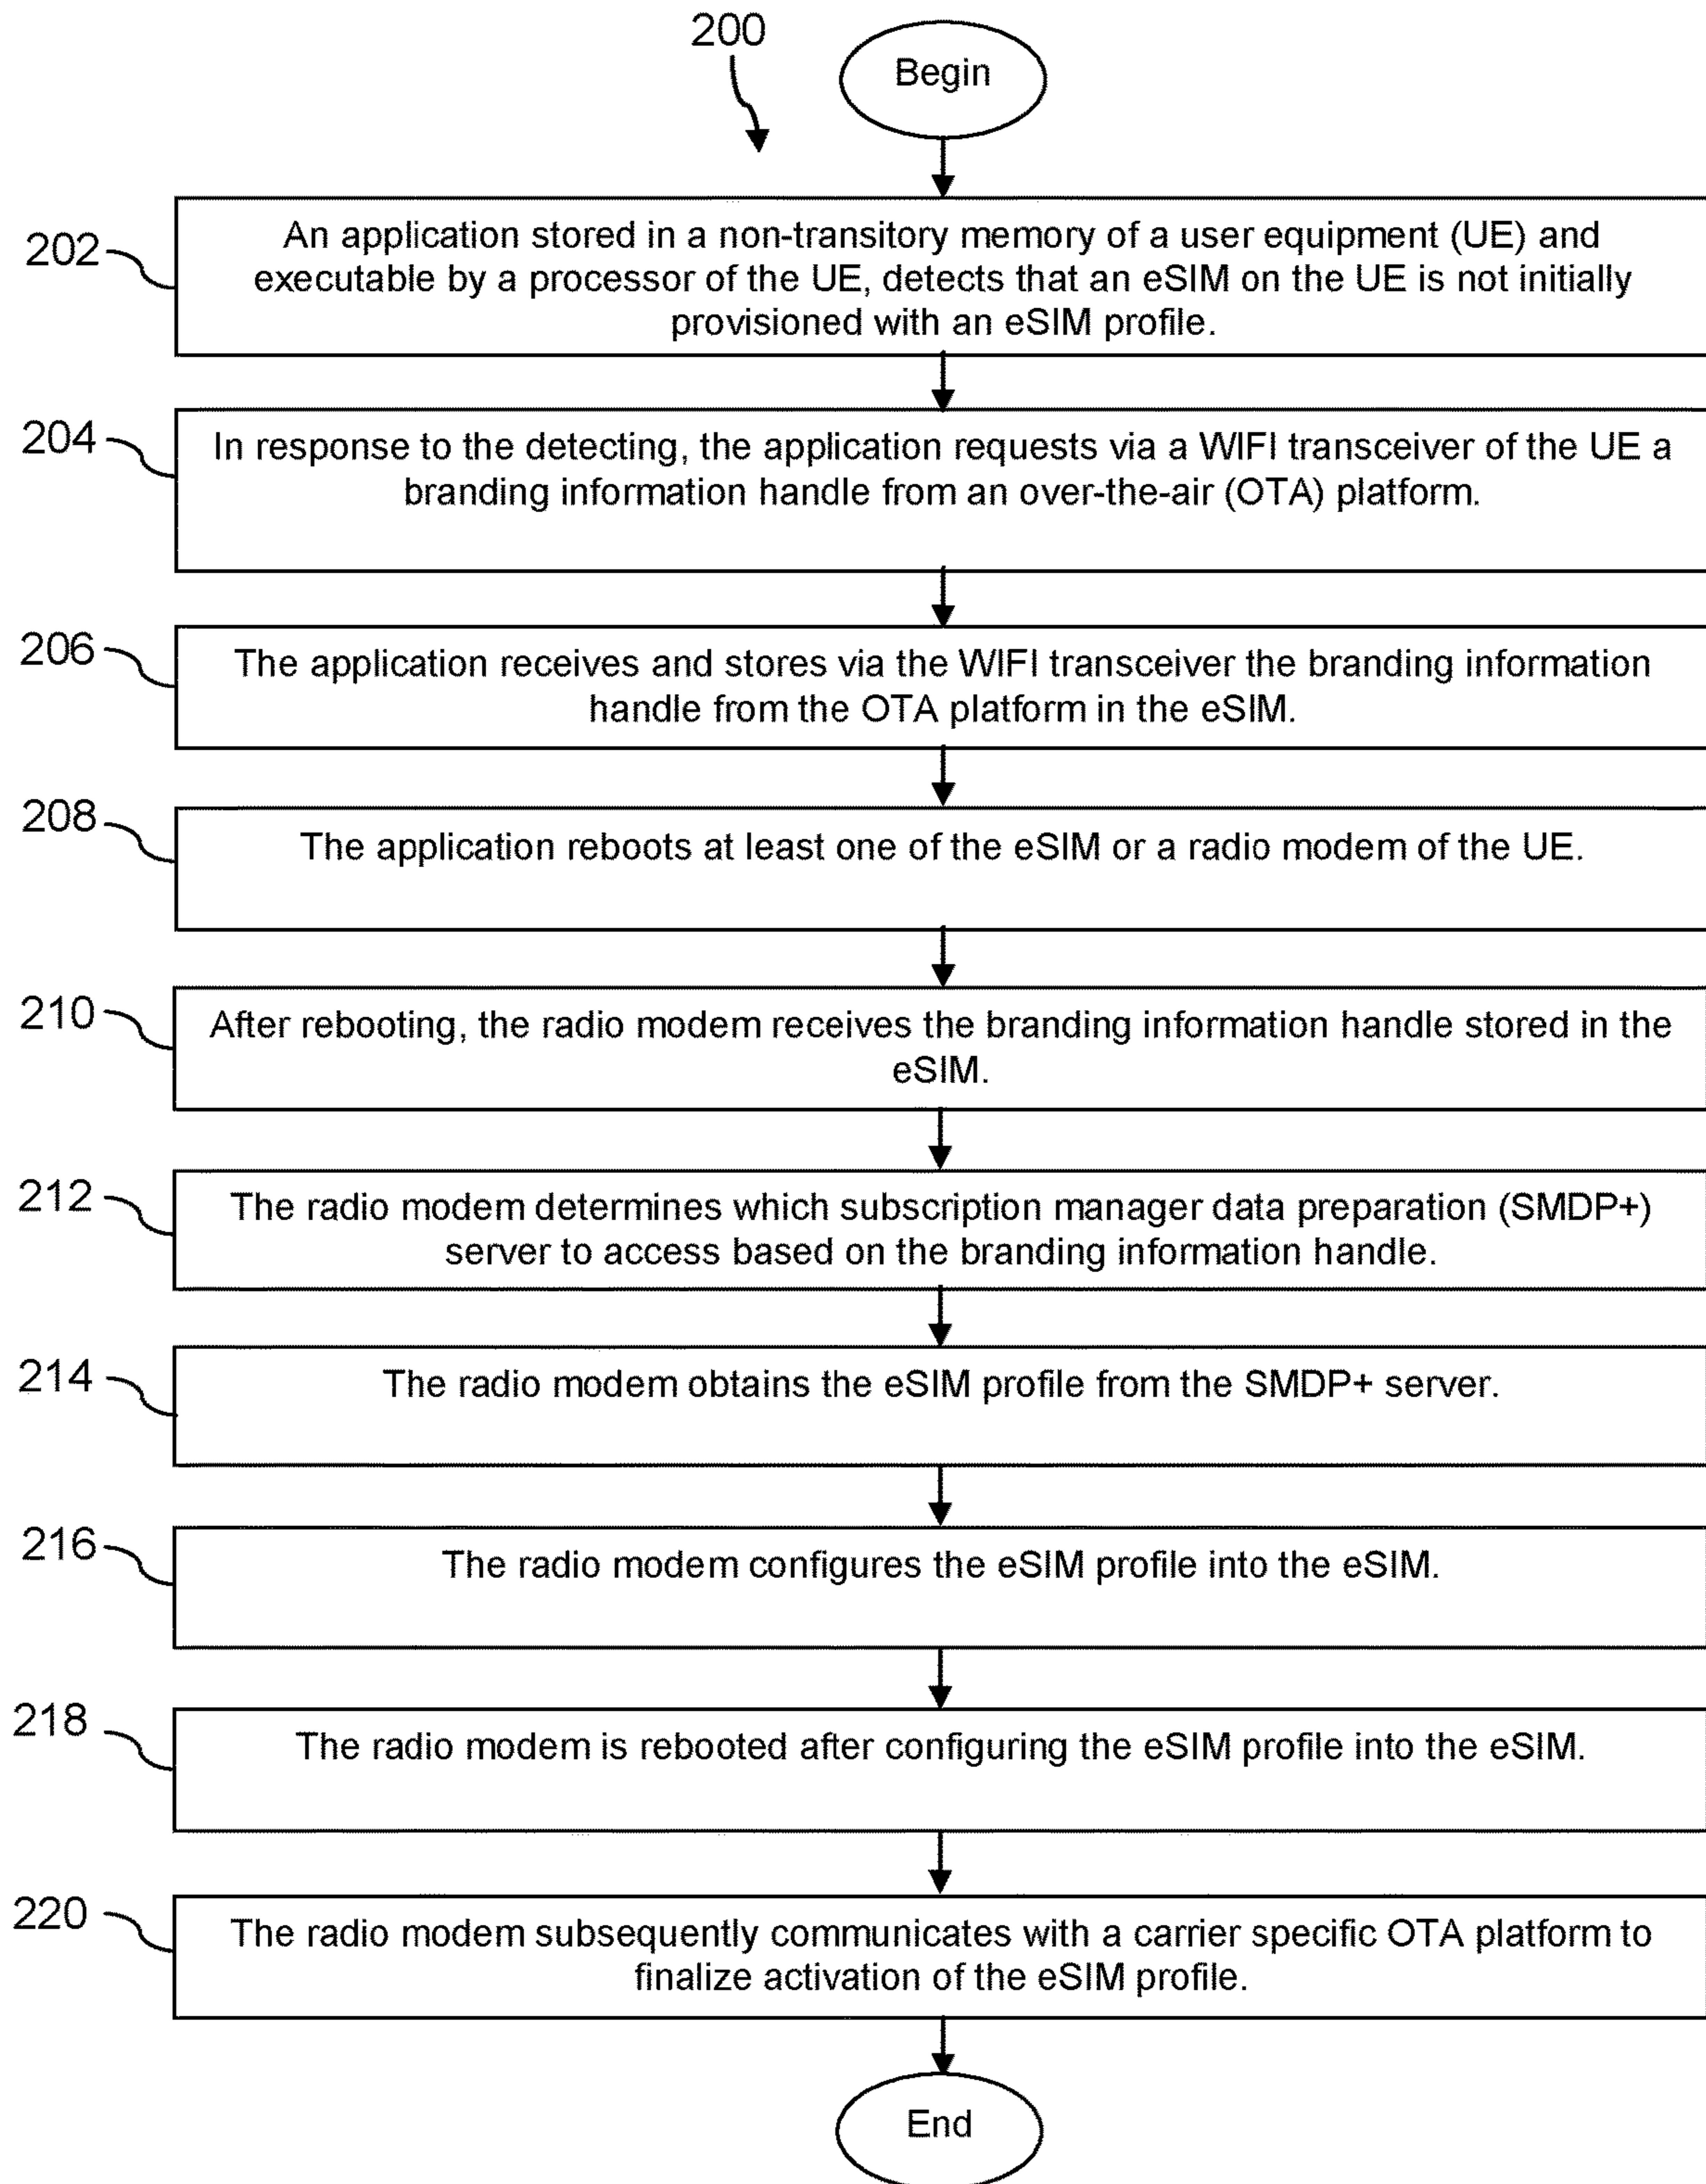 200
Begin
202
An application stored in a non-transitory memory of a user equipment (UE) and
executable by a processor of the UE, detects that an eSIM on the UE is not initially
provisioned with an eSIM profile.
204
In response to the detecting, the application requests via a WIFI transceiver of the UE a
branding information handle from an over-the-air (OTA) platform.
206
The application receives and stores via the WIFI transceiver the branding information
handle from the OTA platform in the eSIM.
208
The application reboots at least one of the eSIM or a radio modem of the UE.
210
After rebooting, the radio modem receives the branding information handle stored in the
eSIM.
212
The radio modem determines which subscription manager data preparation (SMDP+)
server to access based on the branding information handle.
214
The radio modem obtains the eSIM profile from the SMDP+ server.
216
The radio modem configures the eSIM profile into the eSIM.
218
The radio modem is rebooted after configuring the eSIM profile into the eSIM.
220
The radio modem subsequently communicates with a carrier specific OTA platform to
finalize activation of the eSIM profile.
End